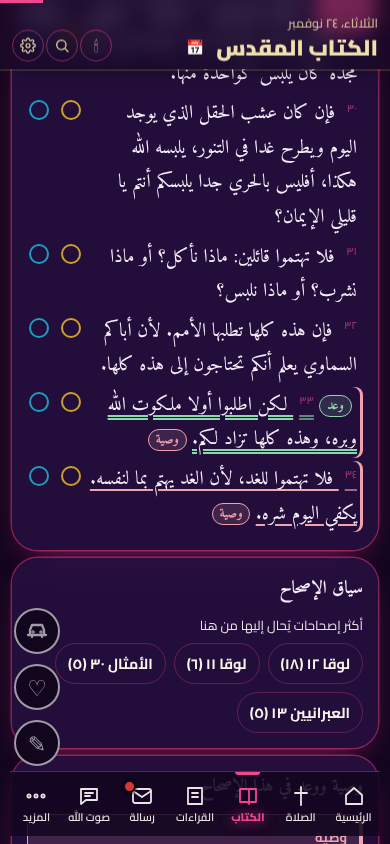 الثلاثاء، ٢٤ نوفمبر
الكتاب المقدس
مجده كان يلبس كواحدة منها.
٣٠ فإن كان عشب الحقل الذي يوجد
اليوم ويطرح غدا في التنور، يلبسه الله
هكذا، أفليس بالحري جدا يلبسكم أنتم يا
قليلي الإيمان؟
٣١ فلا تهتموا قائلين: ماذا نأكل؟ أو ماذا
نشرب؟ أو ماذا نلبس؟
٣٢ فإن هذه كلها تطلبها الأمم. لأن أباكم
السماوي يعلم أنكم تحتاجون إلى هذه كلها.
وعد ٣٣ لكن اطلبوا أولا ملكوت الله
وبره، وهذه كلها تزاد لكم. وصية
٣٤ فلا تهتموا للغد، لأن الغد يهتم بما لنفسه.
يكفي اليوم شره. وصية
سياق الإصحاح
أكثر إصحاحات يُحال إليها من هنا
لوقا ١٢ (١٨) لوقا ١١ (٦) الأمثال ٣٠ (٥)
العبرانيين ١٣ (٥)
وصية ووعد في هذا الإصحاح
الرئيسية الصلاة الكتاب القراءات رسالة صوت الله المزيد
وصية